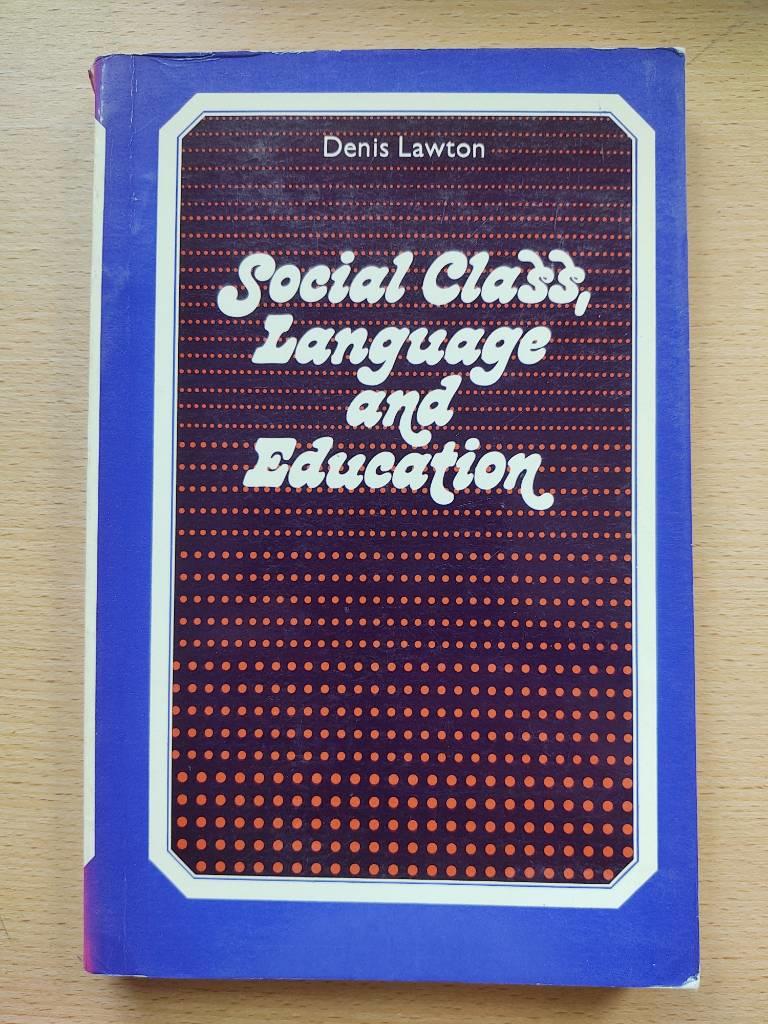 Denis Lawton
Social Class,
Language
and
Education